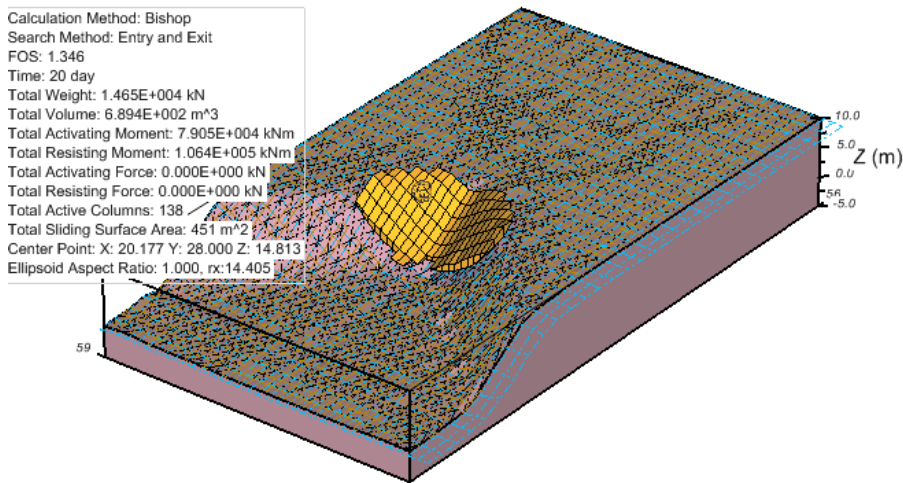 Calculation Method: Bishop
Search Method: Entry and Exit
FOS: 1.346
Time: 20 day
Total Weight: 1.465E+004 kN
Total Volume: 6.894E+002 m^3
Total Activating Moment: 7.905E+004 kNm
Total Resisting Moment: 1.064E+005 kNm
Total Activating Force: 0.000E+000 kN
Total Resisting Force: 0.000E+000 kN
Total Active Columns: 138
Total Sliding Surface Area: 451 m^2
Center Point: X: 20.177 Y: 28.000 Z: 14.813
Ellipsoid Aspect Ratio: 1.000, rx:14.405
10.0
5.0
Z (m)
0.0
56
-5.0
59